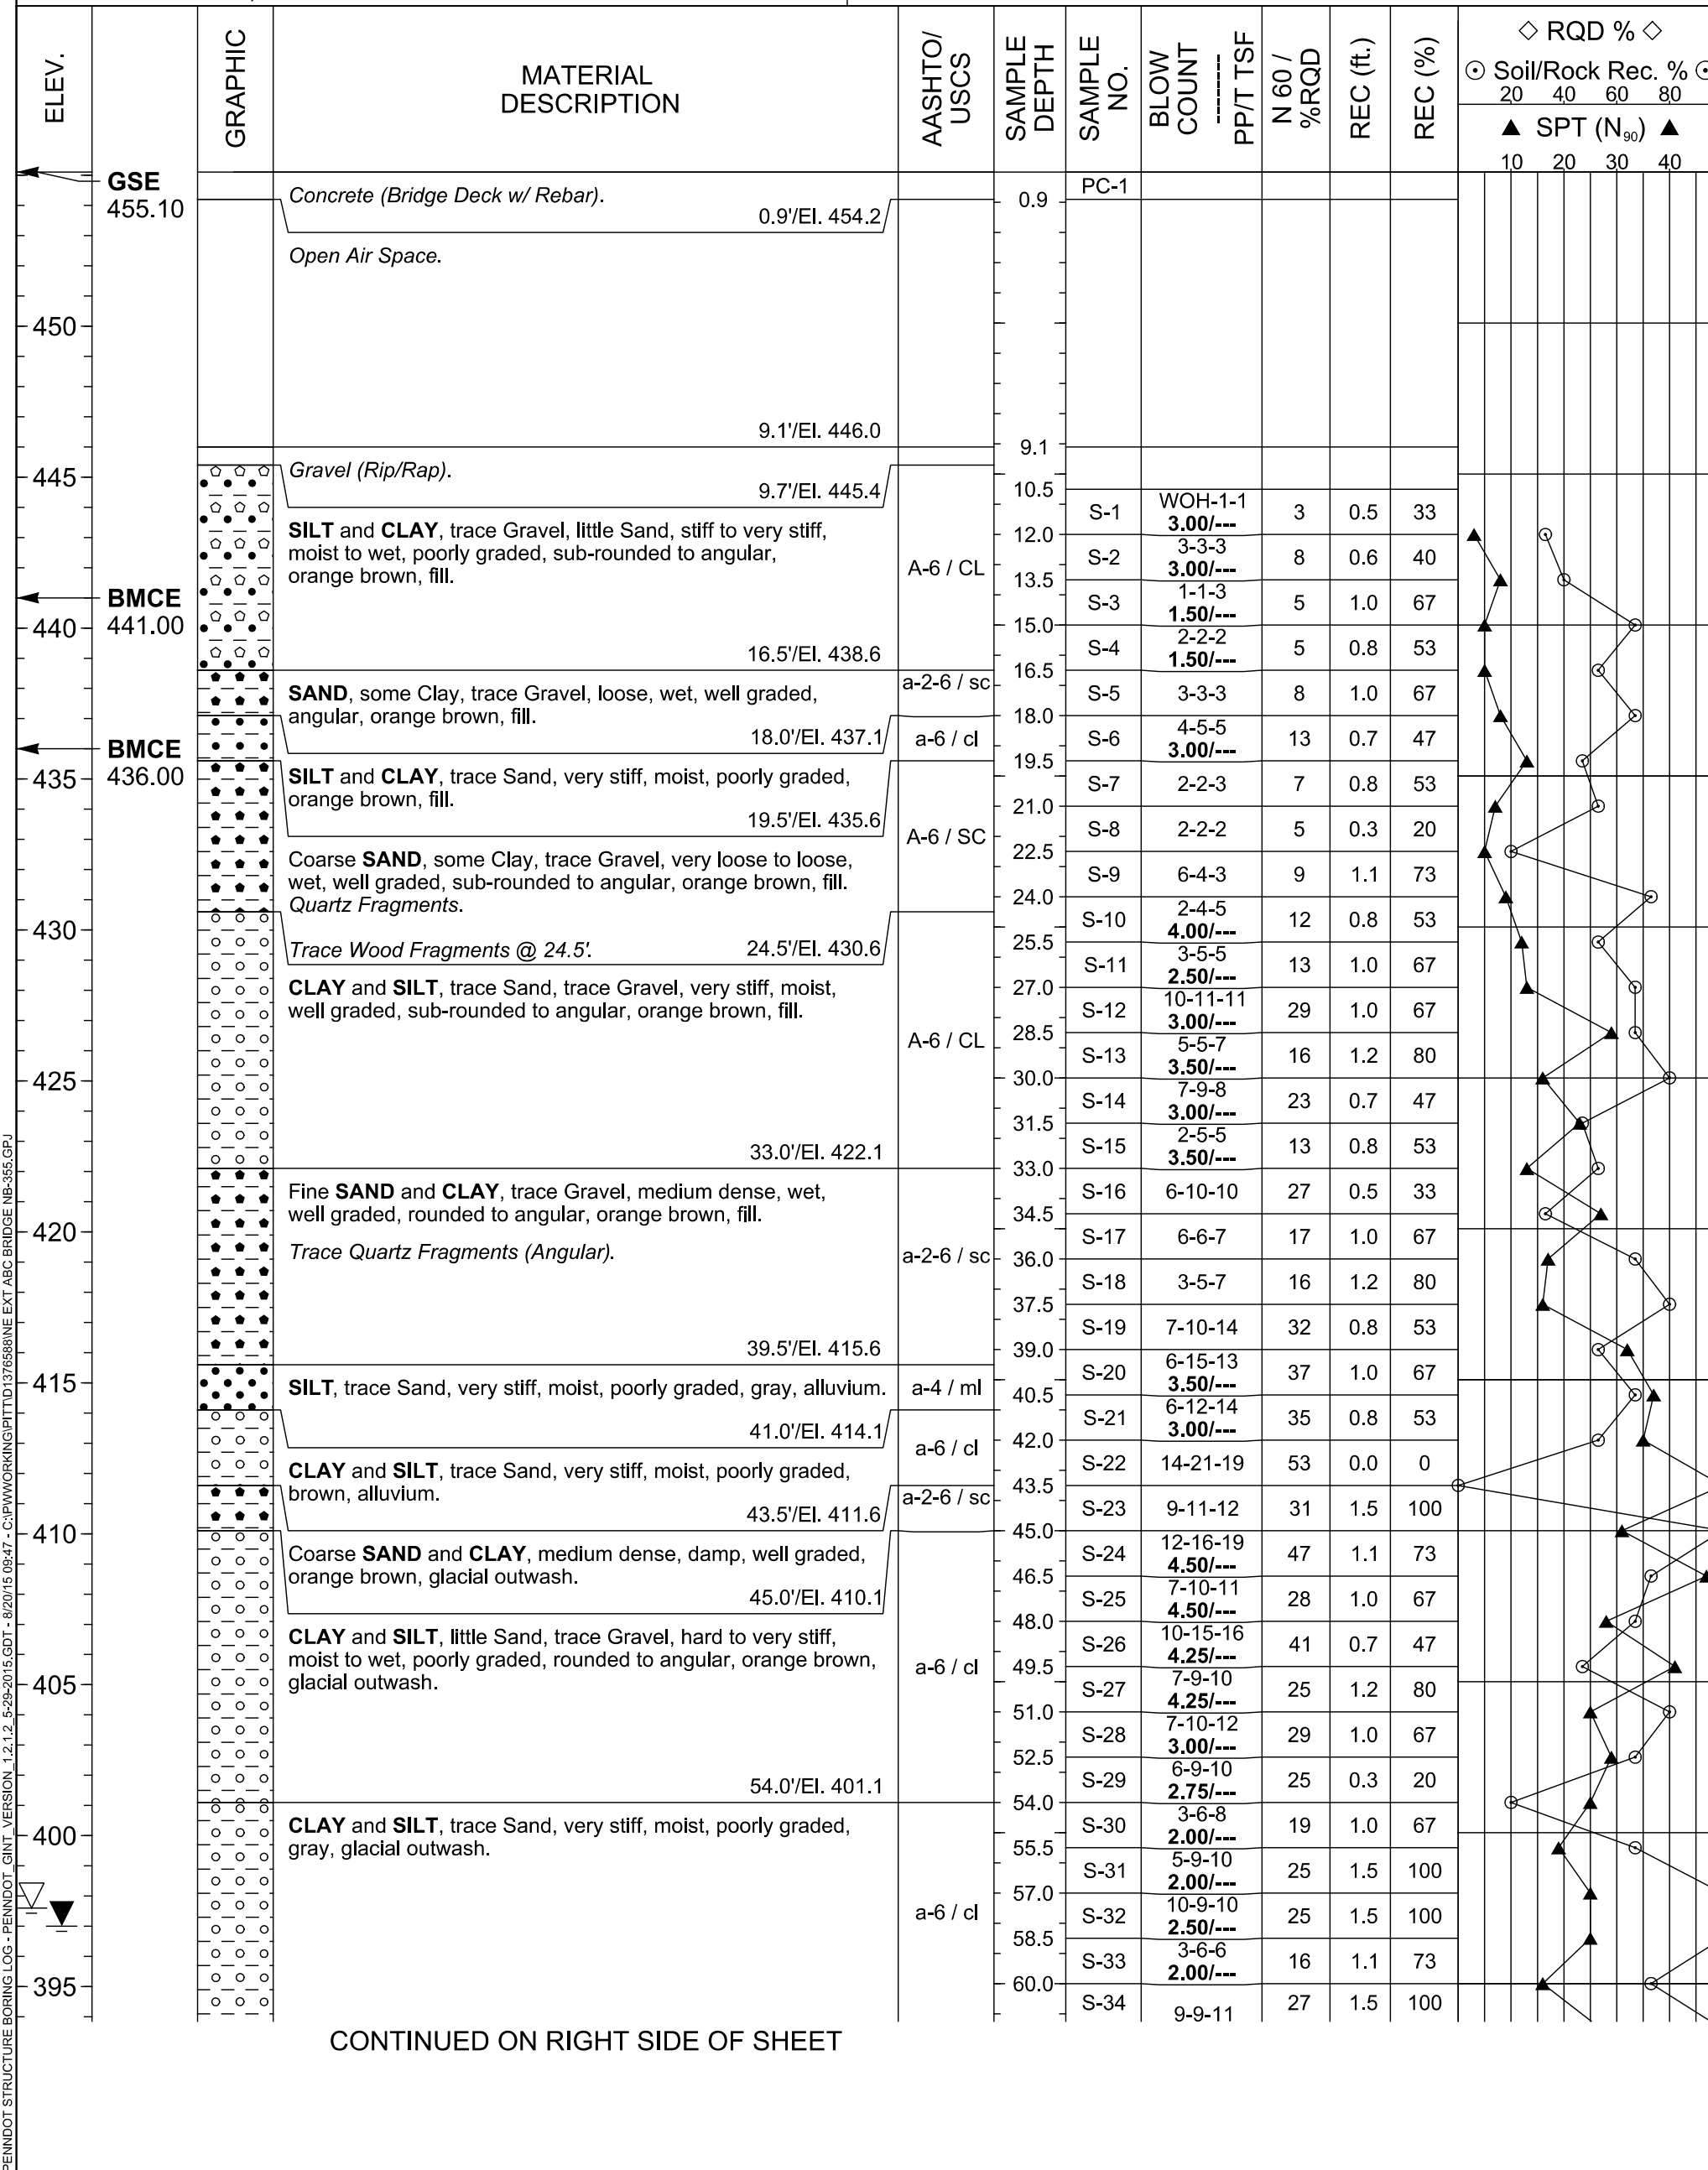 ELEV.
GRAPHIC
MATERIAL
DESCRIPTION
AASHTO/
USCS
SAMPLE
DEPTH
SAMPLE
NO.
BLOW
COUNT
--------
PP/T TSF
N 60 /
%RQD
REC (ft.)
REC (%)
◇ RQD % ◇
⊙ Soil/Rock Rec. % ⊙
20 40 60 80
▲ SPT (N90) ▲
10 20 30 40
GSE
455.10
Concrete (Bridge Deck w/ Rebar).
0.9'/El. 454.2
0.9
PC-1
Open Air Space.
450
9.1'/El. 446.0
9.1
445
Gravel (Rip/Rap).
9.7'/El. 445.4
10.5
SILT and CLAY, trace Gravel, little Sand, stiff to very stiff,
moist to wet, poorly graded, sub-rounded to angular,
orange brown, fill.
A-6 / CL
S-1 WOH-1-1 3 0.5 33
3.00/---
12.0
S-2 3-3-3 8 0.6 40
3.00/---
13.5
BMCE
441.00
S-3 1-1-3 5 1.0 67
1.50/---
440
15.0
S-4 2-2-2 5 0.8 53
1.50/---
16.5'/El. 438.6
16.5
SAND, some Clay, trace Gravel, loose, wet, well graded,
angular, orange brown, fill.
a-2-6 / sc
S-5 3-3-3 8 1.0 67
18.0'/El. 437.1
18.0
BMCE
436.00
a-6 / cl
S-6 4-5-5 13 0.7 47
3.00/---
435
SILT and CLAY, trace Sand, very stiff, moist, poorly graded,
orange brown, fill.
19.5'/El. 435.6
19.5
S-7 2-2-3 7 0.8 53
21.0
A-6 / SC
S-8 2-2-2 5 0.3 20
22.5
Coarse SAND, some Clay, trace Gravel, very loose to loose,
wet, well graded, sub-rounded to angular, orange brown, fill.
Quartz Fragments.
S-9 6-4-3 9 1.1 73
24.0
430
Trace Wood Fragments @ 24.5'.
24.5'/El. 430.6
S-10 2-4-5 12 0.8 53
4.00/---
25.5
CLAY and SILT, trace Sand, trace Gravel, very stiff, moist,
well graded, sub-rounded to angular, orange brown, fill.
A-6 / CL
S-11 3-5-5 13 1.0 67
2.50/---
27.0
S-12 10-11-11 29 1.0 67
3.00/---
28.5
S-13 5-5-7 16 1.2 80
3.50/---
425
30.0
S-14 7-9-8 23 0.7 47
3.00/---
31.5
S-15 2-5-5 13 0.8 53
3.50/---
33.0'/El. 422.1
33.0
Fine SAND and CLAY, trace Gravel, medium dense, wet,
well graded, rounded to angular, orange brown, fill.
Trace Quartz Fragments (Angular).
a-2-6 / sc
S-16 6-10-10 27 0.5 33
34.5
420
S-17 6-6-7 17 1.0 67
36.0
S-18 3-5-7 16 1.2 80
37.5
S-19 7-10-14 32 0.8 53
39.0
39.5'/El. 415.6
415
SILT, trace Sand, very stiff, moist, poorly graded, gray, alluvium.
a-4 / ml
S-20 6-15-13 37 1.0 67
3.50/---
40.5
41.0'/El. 414.1
S-21 6-12-14 35 0.8 53
3.00/---
42.0
a-6 / cl
CLAY and SILT, trace Sand, very stiff, moist, poorly graded,
brown, alluvium.
S-22 14-21-19 53 0.0 0
43.5
43.5'/El. 411.6
a-2-6 / sc
S-23 9-11-12 31 1.5 100
410
45.0
Coarse SAND and CLAY, medium dense, damp, well graded,
orange brown, glacial outwash.
45.0'/El. 410.1
S-24 12-16-19 47 1.1 73
4.50/---
46.5
S-25 7-10-11 28 1.0 67
4.50/---
48.0
CLAY and SILT, little Sand, trace Gravel, hard to very stiff,
moist to wet, poorly graded, rounded to angular, orange brown,
glacial outwash.
a-6 / cl
S-26 10-15-16 41 0.7 47
4.25/---
49.5
405
S-27 7-9-10 25 1.2 80
4.25/---
51.0
S-28 7-10-12 29 1.0 67
3.00/---
52.5
S-29 6-9-10 25 0.3 20
2.75/---
54.0'/El. 401.1
54.0
400
CLAY and SILT, trace Sand, very stiff, moist, poorly graded,
gray, glacial outwash.
a-6 / cl
S-30 3-6-8 19 1.0 67
2.00/---
55.5
S-31 5-9-10 25 1.5 100
2.00/---
57.0
S-32 10-9-10 25 1.5 100
2.50/---
58.5
S-33 3-6-6 16 1.1 73
2.00/---
395
60.0
S-34 9-9-11 27 1.5 100
CONTINUED ON RIGHT SIDE OF SHEET
PENNDOT STRUCTURE BORING LOG - PENNDOT_GINT_VERSION_1.2.1.2_5-29-2015.GDT - 8/20/15 09:47 - C:\PWWORKING\PITT\D1376588\NE EXT ABC BRIDGE NB-355.GPJ